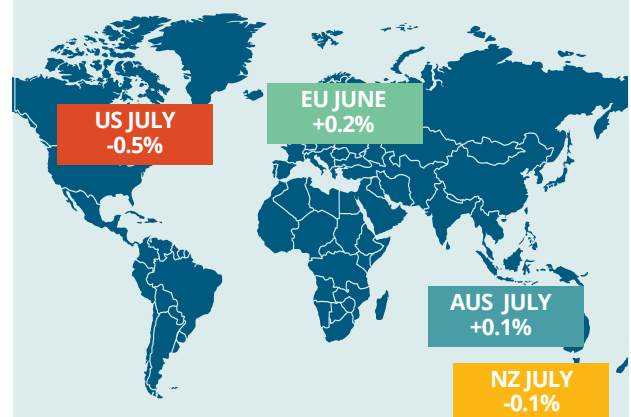 US JULY
-0.5%
EU JUNE
+0.2%
AUS JULY
+0.1%
NZ JULY
-0.1%